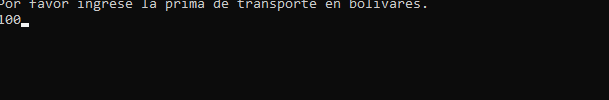 Por favor ingrese la prima de transporte en bolivares.
100